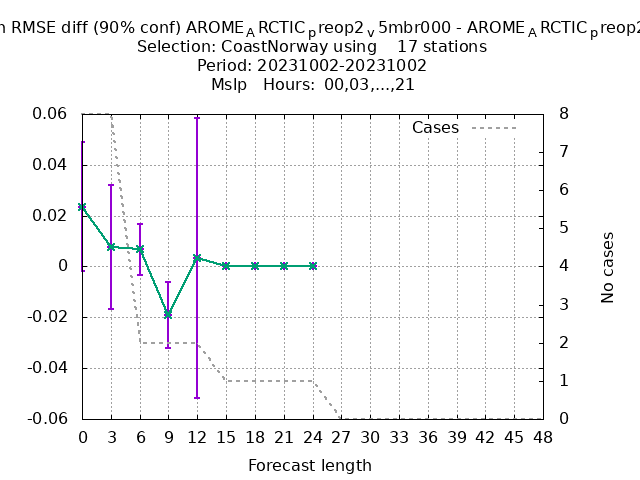 RMSE diff (90% conf) AROME_ARCTIC_preop2_v5mbr000 - AROME_ARCTIC_preop2
Selection: CoastNorway using 17 stations
Period: 20231002-20231002
Mslp Hours: 00,03,...,21
Cases
0.06
0.04
0.02
0
-0.02
-0.04
-0.06
8
7
6
5
4
3
2
1
0
No cases
0 3 6 9 12 15 18 21 24 27 30 33 36 39 42 45 48
Forecast length